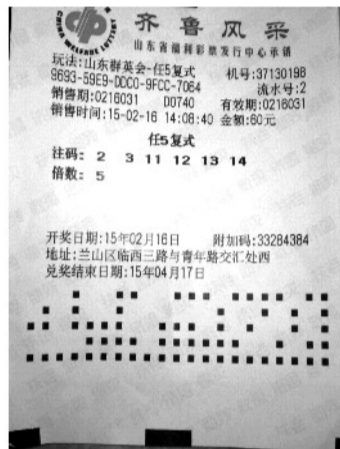 CHINA WELFARE LOTTERY
齐鲁风采
山东省福利彩票发行中心承销
玩法:山东群英会-任5复式 机号:37130198
9693-59E9-DDC0-9FCC-7064 流水号:2
销售期:0216031 D0740 有效期:0216031
销售时间:15-02-16 14:08:40 金额:60元
任5复式
注码: 2 3 11 12 13 14
倍数: 5
开奖日期:15年02月16日 附加码:33284384
地址:兰山区临西三路与青年路交汇处西
兑奖结束日期:15年04月17日